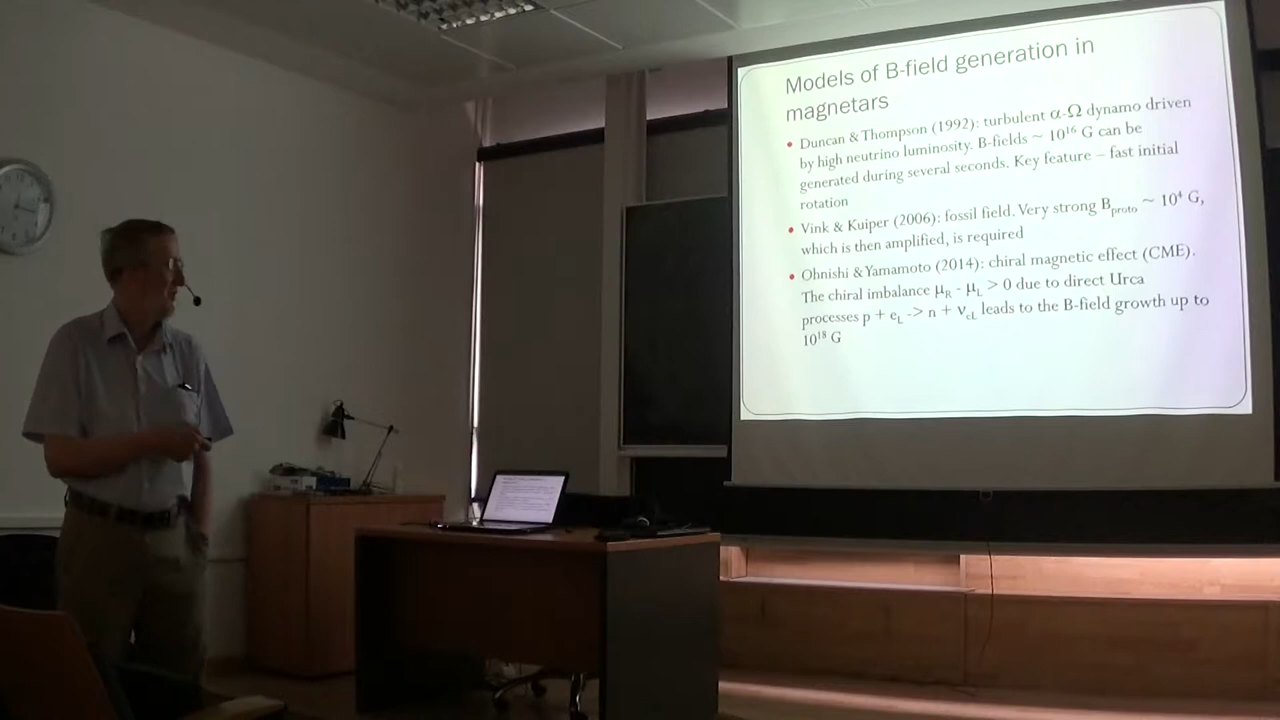 Models of B-field generation in
magnetars
• Duncan & Thompson (1992): turbulent α-Ω dynamo driven
by high neutrino luminosity. B-fields ~ 10¹⁶ G can be
generated during several seconds. Key feature – fast initial
rotation
• Vink & Kuiper (2006): fossil field. Very strong Bproto ~ 10⁴ G,
which is then amplified, is required
• Ohnishi & Yamamoto (2014): chiral magnetic effect (CME).
The chiral imbalance μR - μL > 0 due to direct Urca
processes p + eL -> n + νeL leads to the B-field growth up to
10¹⁸ G